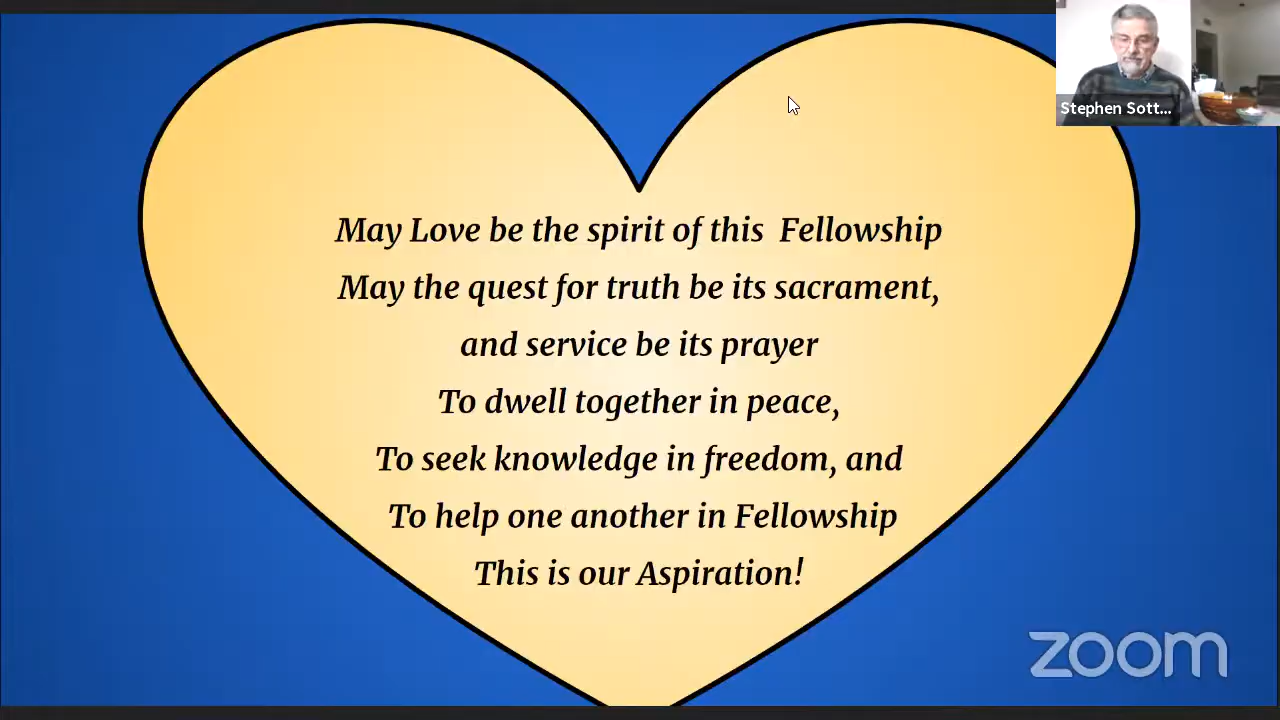 Stephen Sott...
May Love be the spirit of this Fellowship
May the quest for truth be its sacrament,
and service be its prayer
To dwell together in peace,
To seek knowledge in freedom, and
To help one another in Fellowship
This is our Aspiration!
zoom